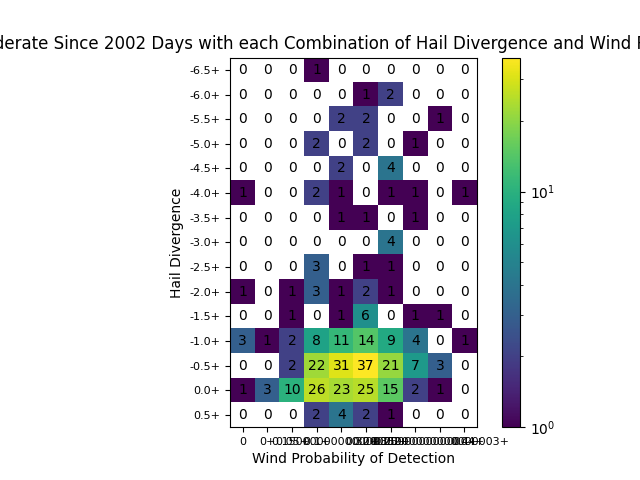 derate Since 2002 Days with each Combination of Hail Divergence and Wind
-6.5+ 0 0 0 1 0 0 0 0 0 0
-6.0+ 0 0 0 0 0 1 2 0 0 0
-5.5+ 0 0 0 0 2 2 0 0 1 0
-5.0+ 0 0 0 2 0 2 0 1 0 0
-4.5+ 0 0 0 0 2 0 4 0 0 0
-4.0+ 1 0 0 2 1 0 1 1 0 1
-3.5+ 0 0 0 0 1 1 0 1 0 0
-3.0+ 0 0 0 0 0 0 4 0 0 0
-2.5+ 0 0 0 3 0 1 1 0 0 0
-2.0+ 1 0 1 3 1 2 1 0 0 0
-1.5+ 0 0 1 0 1 6 0 1 1 0
-1.0+ 3 1 2 8 11 14 9 4 0 1
-0.5+ 0 0 2 22 31 37 21 7 3 0
0.0+ 1 3 10 26 23 25 15 2 1 0
0.5+ 0 0 0 2 4 2 1 0 0 0
0
Wind Probability of Detection
Hail Divergence
10¹
10⁰